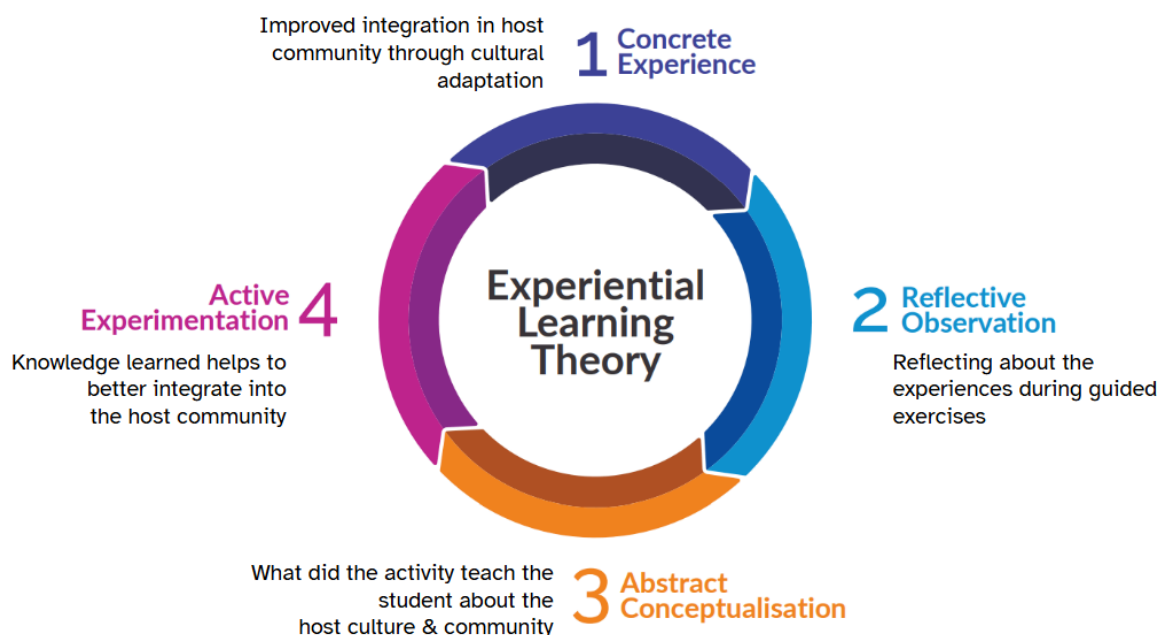 Improved integration in host
community through cultural
adaptation
1 Concrete
Experience
Experiential
Learning
Theory
2 Reflective
Observation
Reflecting about the
experiences during guided
exercises
3 Abstract
Conceptualisation
What did the activity teach the
student about the
host culture & community
Active
Experimentation 4
Knowledge learned helps to
better integrate into
the host community